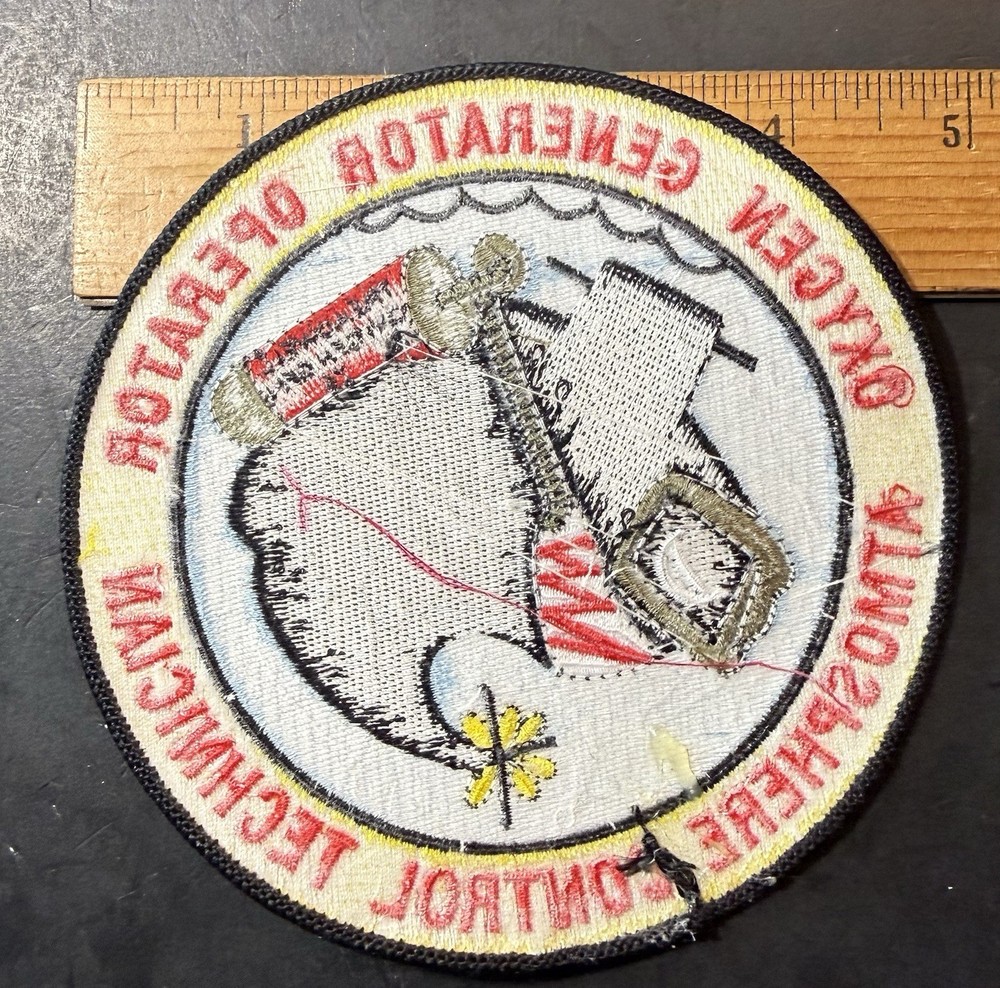 1 4 5
OXYGEN GENERATOR OPERATOR
ATMOSPHERE CONTROL TECHNICIAN